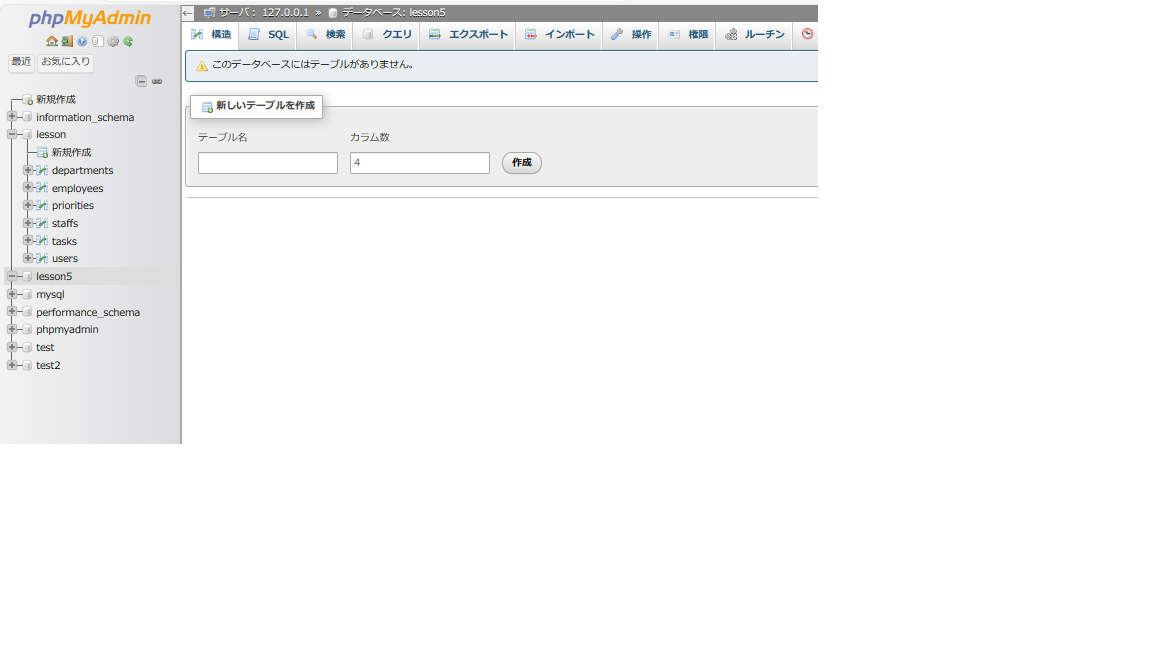 phpMyAdmin
最近 お気に入り
新規作成
information_schema
lesson
新規作成
departments
employees
priorities
staffs
tasks
users
lesson5
mysql
performance_schema
phpmyadmin
test
test2
サーバ: 127.0.0.1 » データベース: lesson5
構造 SQL 検索 クエリ エクスポート インポート 操作 権限 ルーチン
このデータベースにはテーブルがありません。
新しいテーブルを作成
テーブル名 カラム数
4 作成